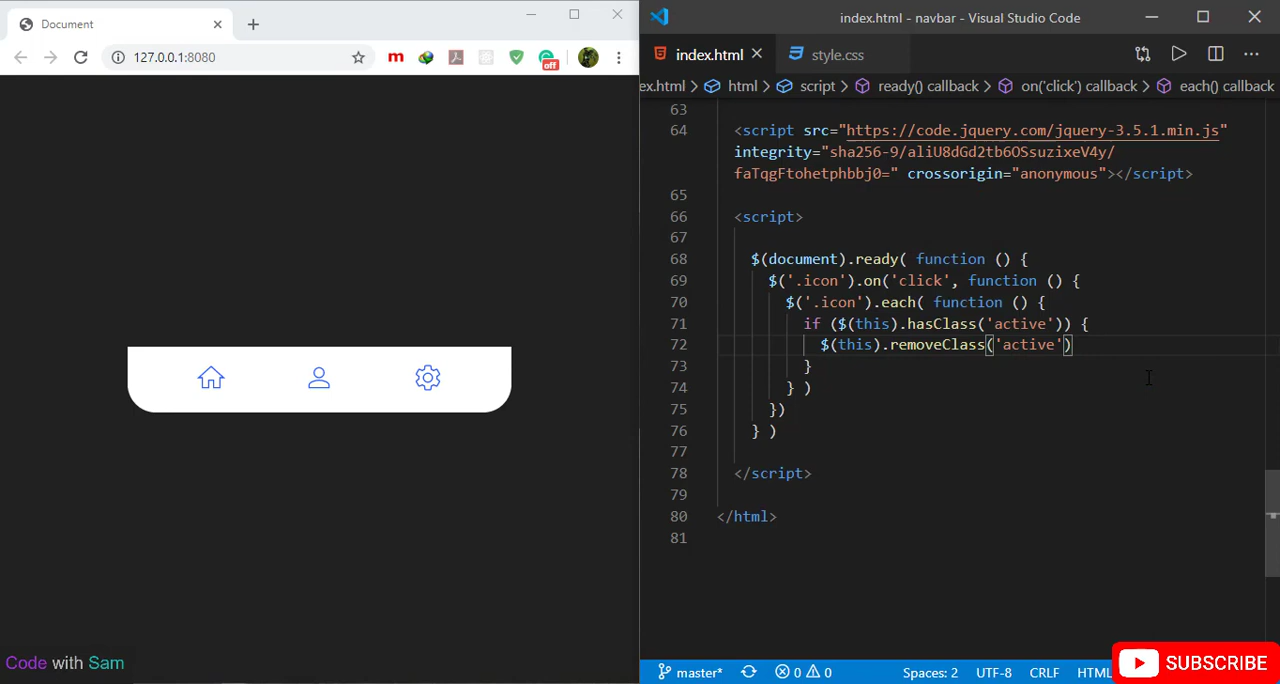 Document
127.0.0.1:8080
m
off
Code with Sam
index.html - navbar - Visual Studio Code
index.html
style.css
ex.html > html > script > ready() callback > on('click') callback > each() callback
63
64 <script src="https://code.jquery.com/jquery-3.5.1.min.js"
integrity="sha256-9/aliU8dGd2tb6OSsuzixeV4y/
faTqgFtohetphbbj0=" crossorigin="anonymous"></script>
65
66 <script>
67
68 $(document).ready( function () {
69 $('.icon').on('click', function () {
70 $('.icon').each( function () {
71 if ($(this).hasClass('active')) {
72 $(this).removeClass('active')
73 }
74 } )
75 })
76 } )
77
78 </script>
79
80 </html>
81
master* 0 0 Spaces: 2 UTF-8 CRLF HTML
SUBSCRIBE